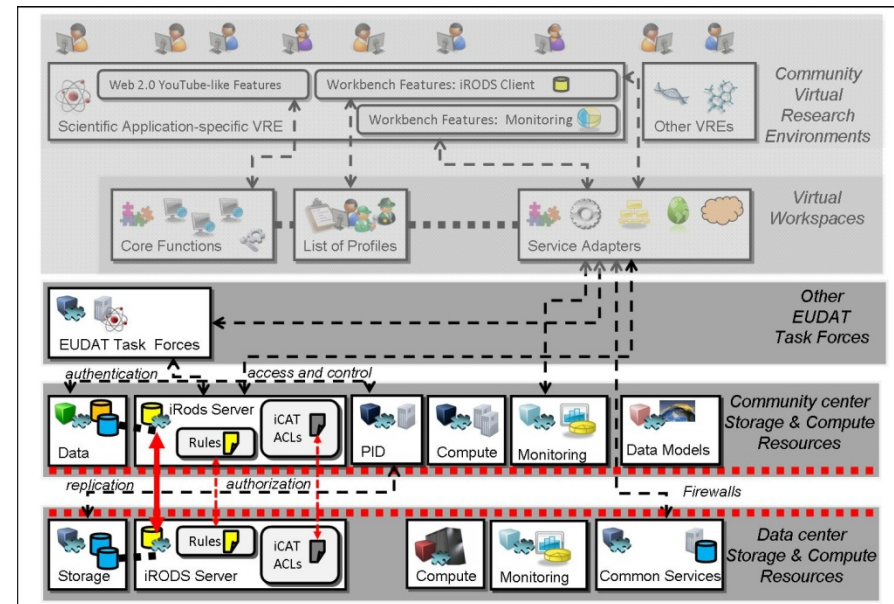 Web 2.0 YouTube-like Features
Workbench Features: iRODS Client
Scientific Application-specific VRE
Workbench Features: Monitoring
Other VREs
Community
Virtual
Research
Environments
Core Functions
List of Profiles
Service Adapters
Virtual
Workspaces
EUDAT Task Forces
Other
EUDAT
Task Forces
authentication
access and control
Data
iRods Server
Rules
iCAT
ACLs
PID
Compute
Monitoring
Data Models
Community center
Storage & Compute
Resources
replication
authorization
Firewalls
Storage
Rules
iRODS Server
iCAT
ACLs
Compute
Monitoring
Common Services
Data center
Storage & Compute
Resources